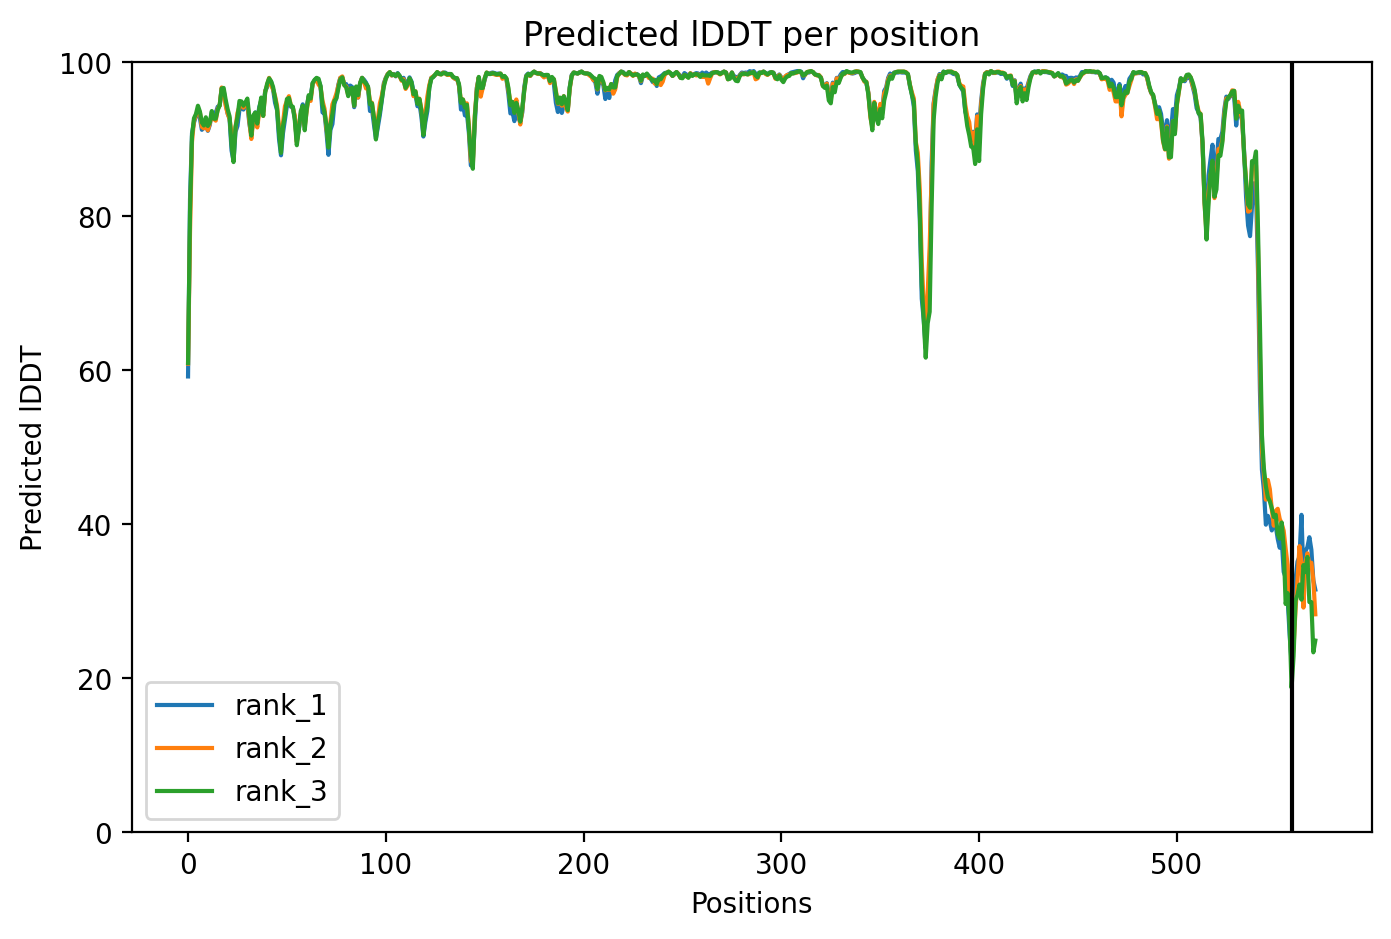 Predicted lDDT per position
100
80
60
40
20
0
Predicted lDDT
rank_1
rank_2
rank_3
0 100 200 300 400 500
Positions